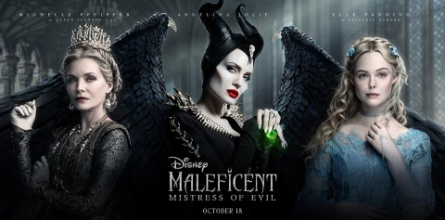 MICHELLE PFEIFFER ANGELINA JOLIE ELLE FANNING
Disney
MALEFICENT
MISTRESS OF EVIL
OCTOBER 18